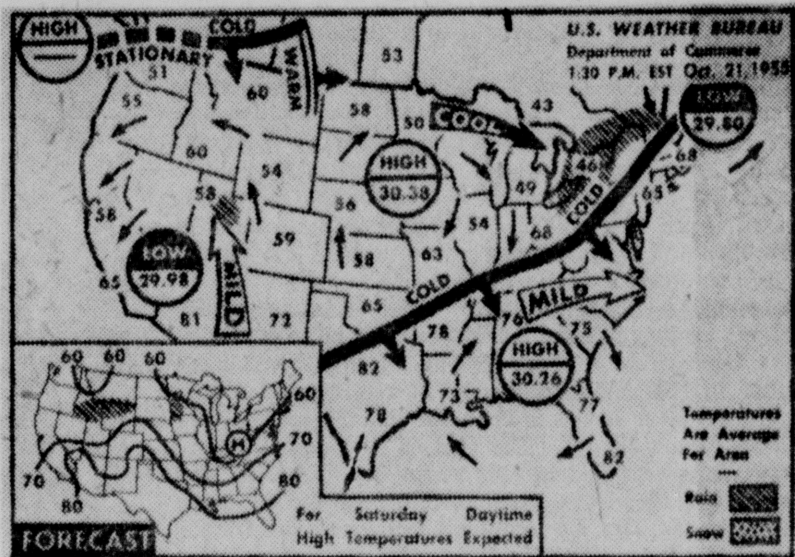 HIGH
COLD
STATIONARY
WARM
U.S. WEATHER BUREAU
Department of Commerce
1:30 P.M. EST Oct. 21, 1955
53
51
60
55
58
50
COOL
43
LOW
29.80
60
54
HIGH
30.38
46
68
49
COLD
65
58
58
56
54
68
59
63
LOW
29.98
58
65
MILD
65
COLD
MILD
81
72
78
76
75
HIGH
30.26
82
73
77
78
82
60 60 60
60
70
80
70
80
H
FORECAST
For Saturday Daytime
High Temperatures Expected
Temperatures
Are Average
For Area
Rain
Snow